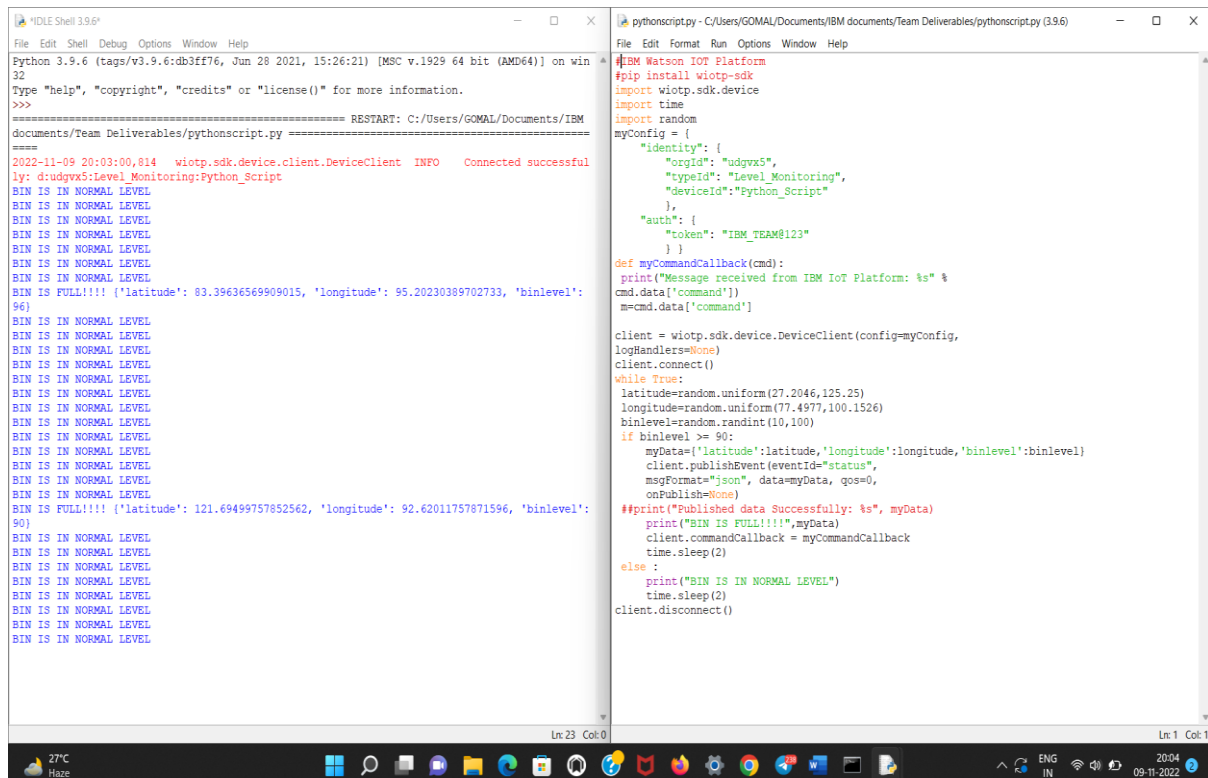 *IDLE Shell 3.9.6*
File Edit Shell Debug Options Window Help
Python 3.9.6 (tags/v3.9.6:db3ff76, Jun 28 2021, 15:26:21) [MSC v.1929 64 bit (AMD64)] on win
32
Type "help", "copyright", "credits" or "license()" for more information.
>>>
==================================================== RESTART: C:/Users/GOMAL/Documents/IBM
documents/Team Deliverables/pythonscript.py ===============================================
====
2022-11-09 20:03:00,814 wiotp.sdk.device.client.DeviceClient INFO Connected successful
ly: d:udgvx5:Level_Monitoring:Python_Script
BIN IS IN NORMAL LEVEL
BIN IS IN NORMAL LEVEL
BIN IS IN NORMAL LEVEL
BIN IS IN NORMAL LEVEL
BIN IS IN NORMAL LEVEL
BIN IS IN NORMAL LEVEL
BIN IS IN NORMAL LEVEL
BIN IS FULL!!!! {'latitude': 83.39636569909015, 'longitude': 95.20230389702733, 'binlevel':
96}
BIN IS IN NORMAL LEVEL
BIN IS IN NORMAL LEVEL
BIN IS IN NORMAL LEVEL
BIN IS IN NORMAL LEVEL
BIN IS IN NORMAL LEVEL
BIN IS IN NORMAL LEVEL
BIN IS IN NORMAL LEVEL
BIN IS IN NORMAL LEVEL
BIN IS IN NORMAL LEVEL
BIN IS IN NORMAL LEVEL
BIN IS IN NORMAL LEVEL
BIN IS IN NORMAL LEVEL
BIN IS IN NORMAL LEVEL
BIN IS FULL!!!! {'latitude': 121.69499757852562, 'longitude': 92.62011757871596, 'binlevel':
90}
BIN IS IN NORMAL LEVEL
BIN IS IN NORMAL LEVEL
BIN IS IN NORMAL LEVEL
BIN IS IN NORMAL LEVEL
BIN IS IN NORMAL LEVEL
BIN IS IN NORMAL LEVEL
BIN IS IN NORMAL LEVEL
BIN IS IN NORMAL LEVEL
Ln: 23 Col: 0
pythonscript.py - C:/Users/GOMAL/Documents/IBM documents/Team Deliverables/pythonscript.py (3.9.6)
File Edit Format Run Options Window Help
#IBM Watson IOT Platform
#pip install wiotp-sdk
import wiotp.sdk.device
import time
import random
myConfig = {
"identity": {
"orgId": "udgvx5",
"typeId": "Level_Monitoring",
"deviceId":"Python_Script"
},
"auth": {
"token": "IBM_TEAM@123"
} }
def myCommandCallback(cmd):
print("Message received from IBM IoT Platform: %s" %
cmd.data['command'])
m=cmd.data['command']
client = wiotp.sdk.device.DeviceClient(config=myConfig,
logHandlers=None)
client.connect()
while True:
latitude=random.uniform(27.2046,125.25)
longitude=random.uniform(77.4977,100.1526)
binlevel=random.randint(10,100)
if binlevel >= 90:
myData={'latitude':latitude,'longitude':longitude,'binlevel':binlevel}
client.publishEvent(eventId="status",
msgFormat="json", data=myData, qos=0,
onPublish=None)
##print("Published data Successfully: %s", myData)
print("BIN IS FULL!!!!",myData)
client.commandCallback = myCommandCallback
time.sleep(2)
else :
print("BIN IS IN NORMAL LEVEL")
time.sleep(2)
client.disconnect()
Ln: 1 Col: 1
27°C
Haze
ENG
IN
20:04
09-11-2022
2